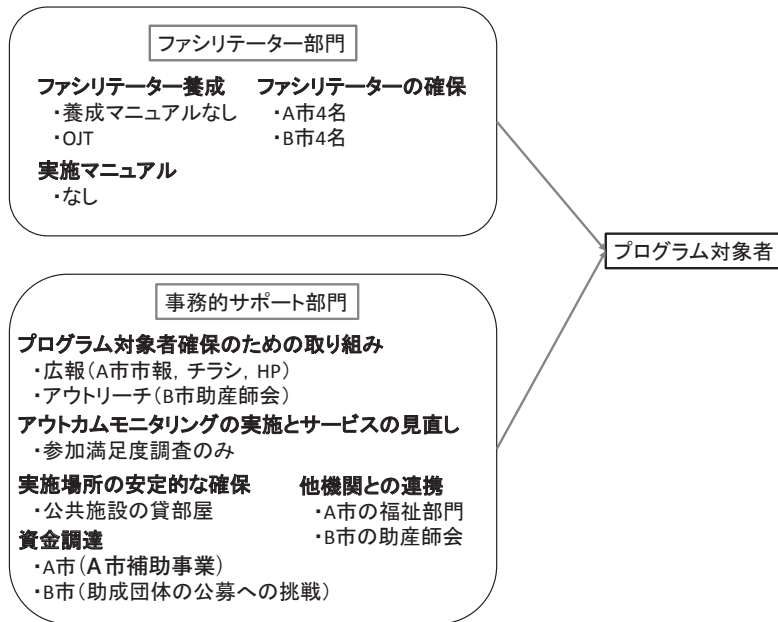 ファシリテーター部門
ファシリテーター養成
・養成マニュアルなし
・OJT
実施マニュアル
・なし
ファシリテーターの確保
・A市4名
・B市4名
事務的サポート部門
プログラム対象者確保のための取り組み
・広報(A市市報, チラシ, HP)
・アウトリーチ(B市助産師会)
アウトカムモニタリングの実施とサービスの見直し
・参加満足度調査のみ
実施場所の安定的な確保
・公共施設の貸部屋
他機関との連携
・A市の福祉部門
・B市の助産師会
資金調達
・A市(A市補助事業)
・B市(助成団体の公募への挑戦)
プログラム対象者